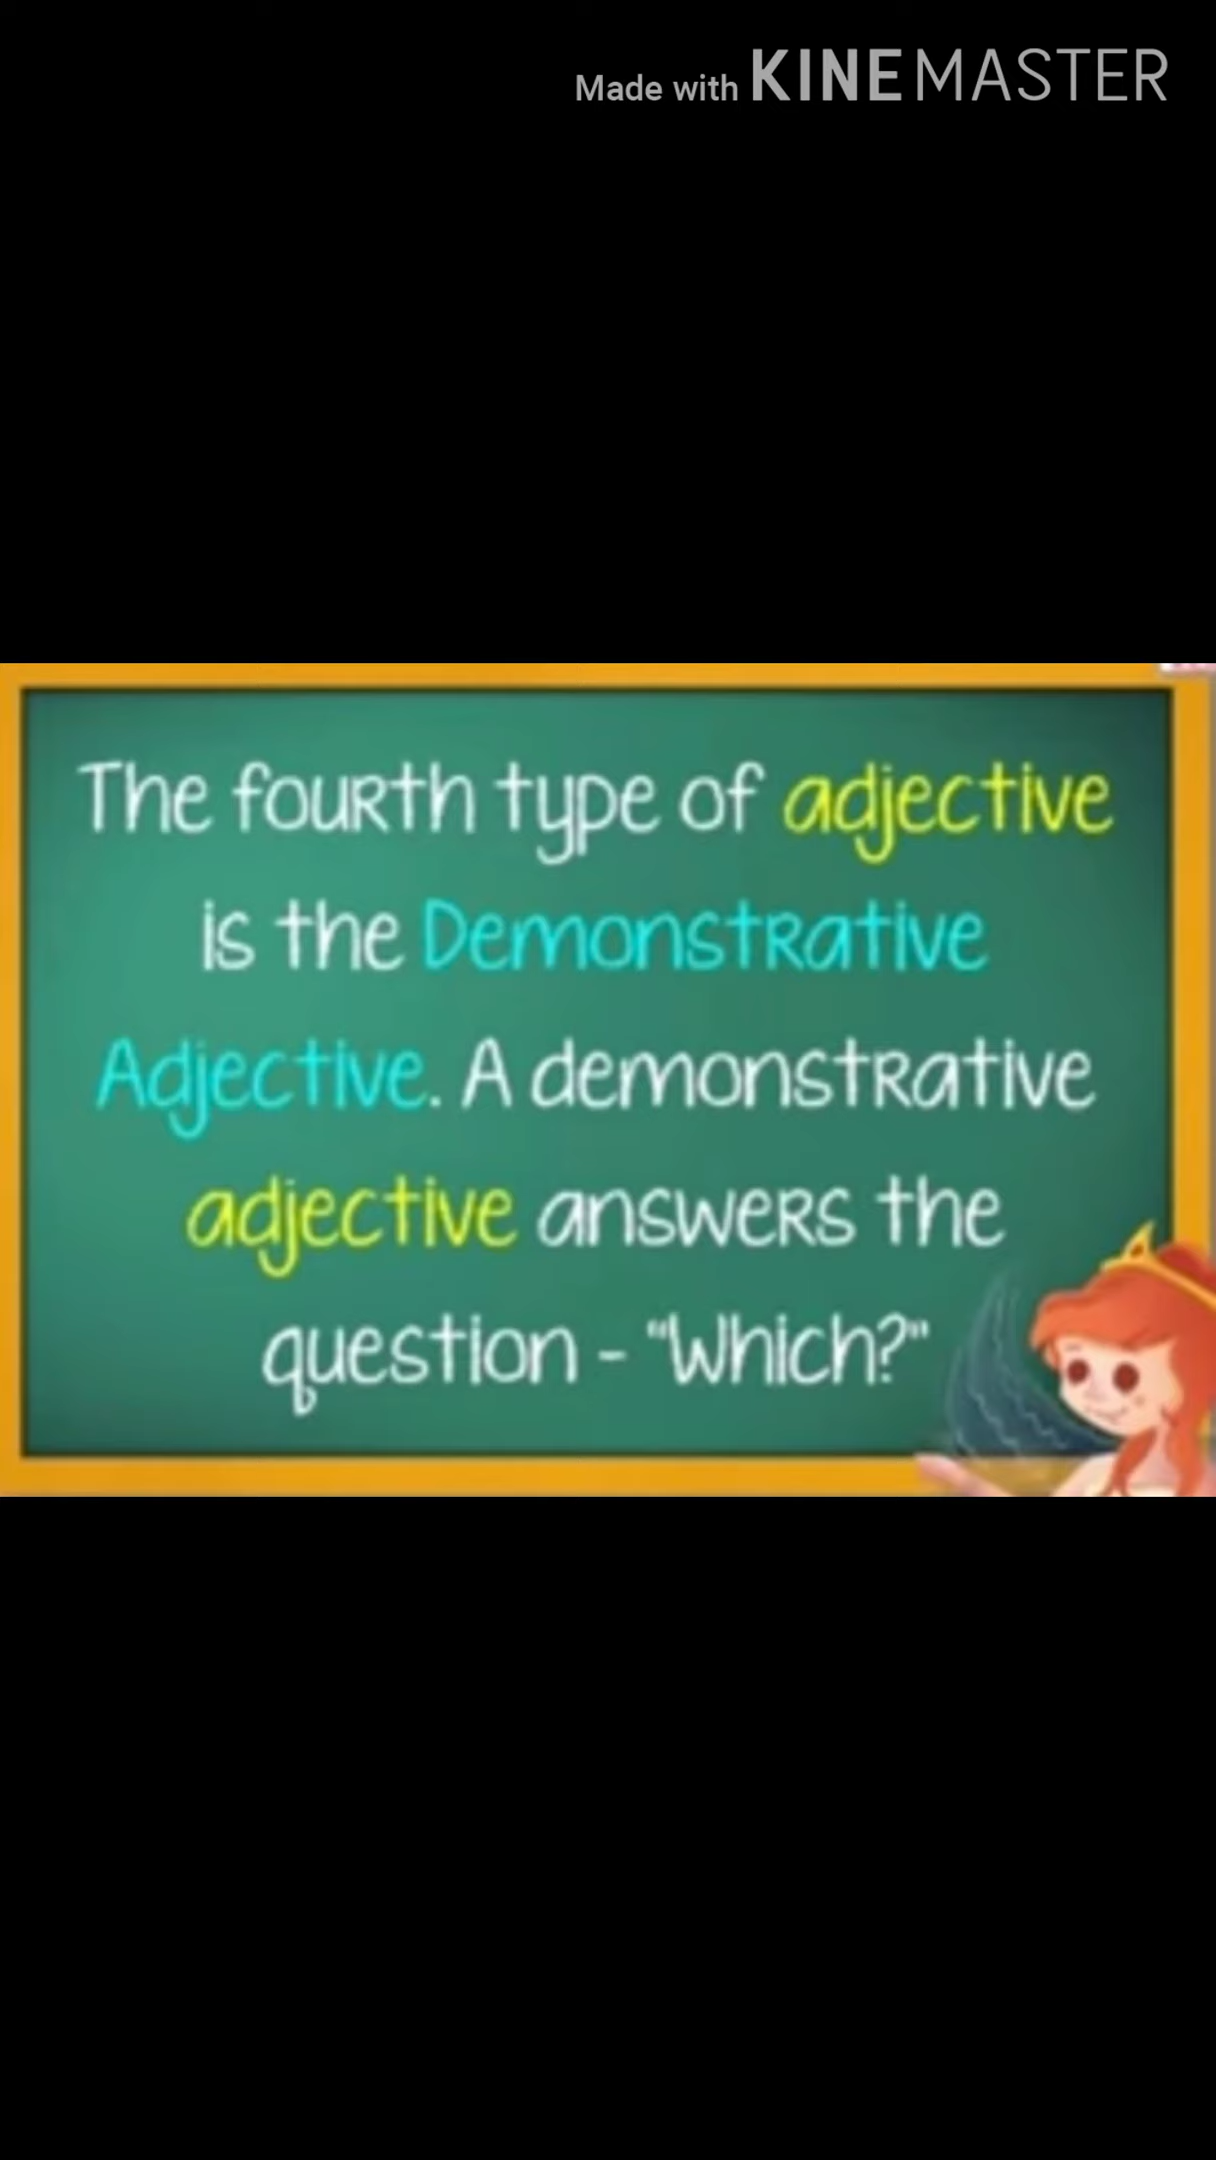 Made with KINEMASTER
The fourth type of adjective
is the Demonstrative
Adjective. A demonstrative
adjective answers the
question - "Which?"